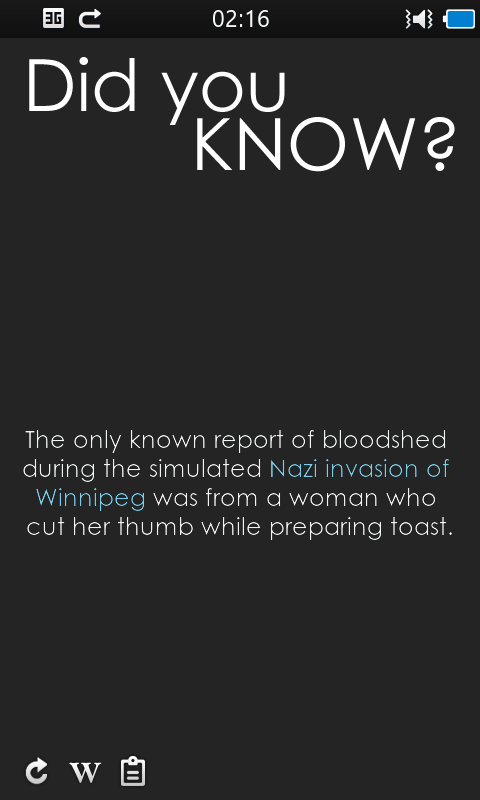 3G 02:16
Did you
KNOW?
The only known report of bloodshed
during the simulated Nazi invasion of
Winnipeg was from a woman who
cut her thumb while preparing toast.
W